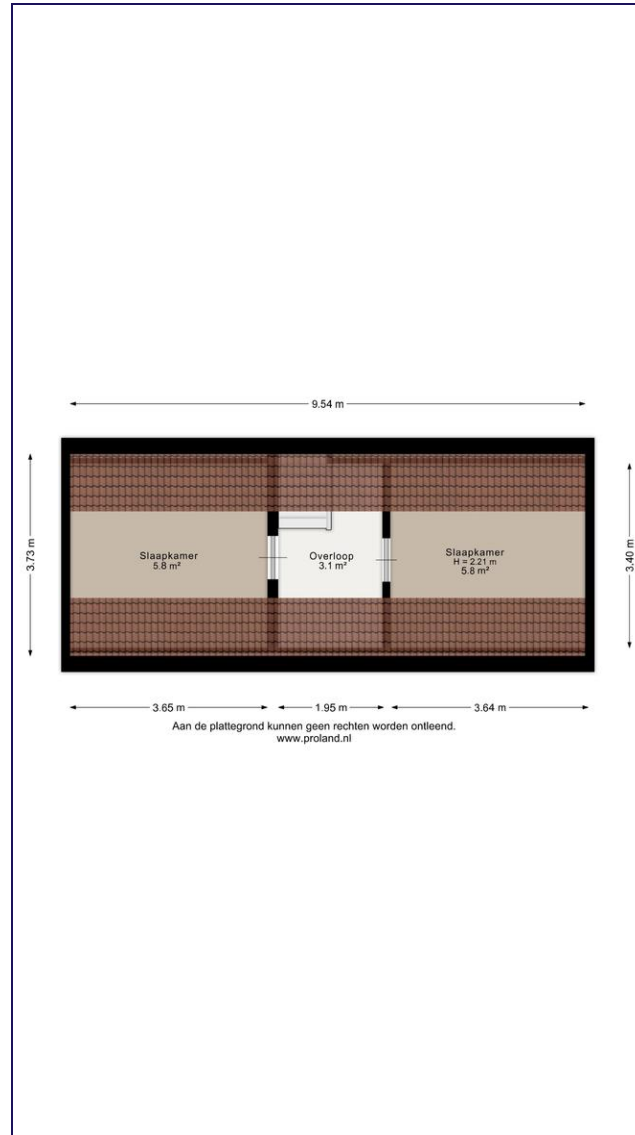 9.54 m
3.73 m
3.40 m
Slaapkamer
5.8 m²
Overloop
3.1 m²
Slaapkamer
H = 2.21 m
5.8 m²
3.65 m
1.95 m
3.64 m
Aan de plattegrond kunnen geen rechten worden ontleend.
www.proland.nl